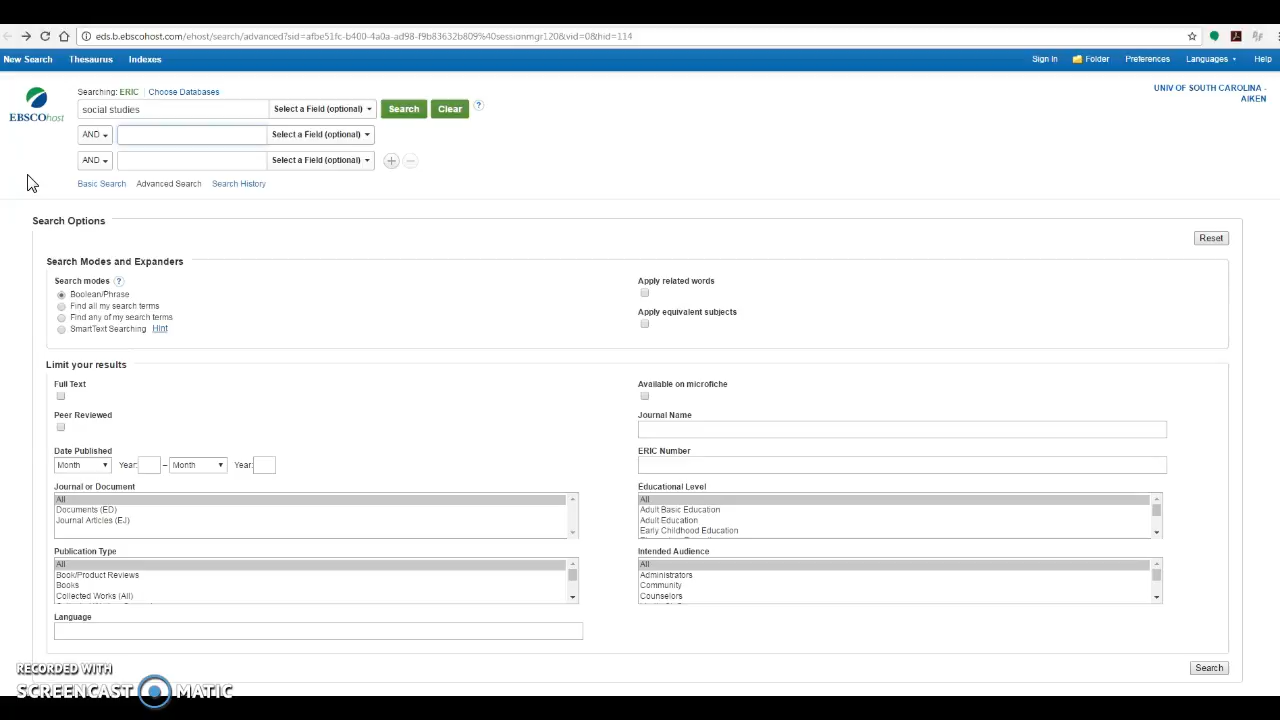 eds.b.ebscohost.com/ehost/search/advanced?sid=afbe51fc-b400-4a0a-ad98-f9b83632b809%40sessionmgr120&vid=0&hid=114
New Search Thesaurus Indexes Sign In Folder Preferences Languages Help
Searching: ERIC Choose Databases
UNIV OF SOUTH CAROLINA -
AIKEN
EBSCOhost
social studies Select a Field (optional) Search Clear ?
AND Select a Field (optional)
AND Select a Field (optional)
Basic Search Advanced Search Search History
Search Options
Reset
Search Modes and Expanders
Search modes ? Apply related words
Boolean/Phrase
Find all my search terms
Apply equivalent subjects
Find any of my search terms
SmartText Searching Hint
Limit your results
Full Text Available on microfiche
Peer Reviewed Journal Name
Date Published ERIC Number
Month Year: – Month Year:
Journal or Document Educational Level
All All
Documents (ED) Adult Basic Education
Journal Articles (EJ) Adult Education
Early Childhood Education
Publication Type Intended Audience
All All
Book/Product Reviews Administrators
Books Community
Collected Works (All) Counselors
Language
Search
RECORDED WITH
SCREENCAST MATIC